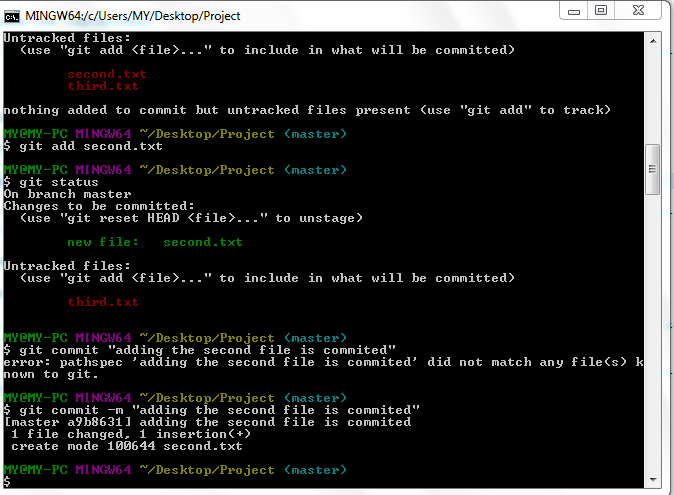 MINGW64:/c/Users/MY/Desktop/Project
Untracked files:
(use "git add <file>..." to include in what will be committed)
second.txt
third.txt
nothing added to commit but untracked files present (use "git add" to track)
MY@MY-PC MINGW64 ~/Desktop/Project (master)
$ git add second.txt
MY@MY-PC MINGW64 ~/Desktop/Project (master)
$ git status
On branch master
Changes to be committed:
(use "git reset HEAD <file>..." to unstage)
new file:   second.txt
Untracked files:
(use "git add <file>..." to include in what will be committed)
third.txt
MY@MY-PC MINGW64 ~/Desktop/Project (master)
$ git commit "adding the second file is commited"
error: pathspec 'adding the second file is commited' did not match any file(s) k
nown to git.
MY@MY-PC MINGW64 ~/Desktop/Project (master)
$ git commit -m "adding the second file is commited"
[master a9b8631] adding the second file is commited
1 file changed, 1 insertion(+)
create mode 100644 second.txt
MY@MY-PC MINGW64 ~/Desktop/Project (master)
$